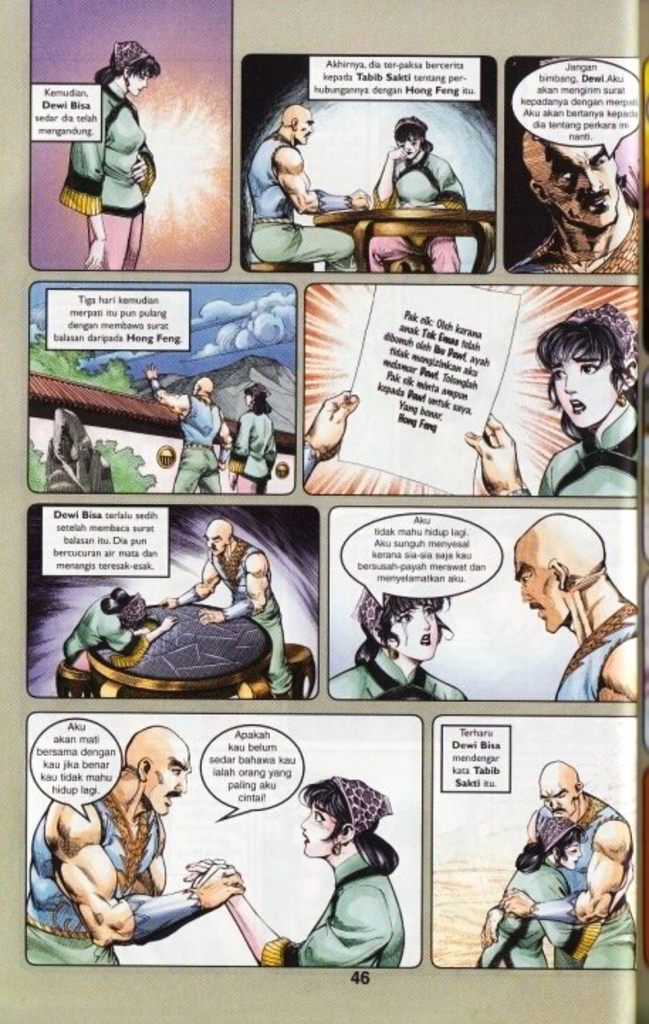 Kemudian,
Dewi Bisa
sedar dia telah
mengandung.
Akhirnya, dia ter-paksa bercerita
kepada Tabib Sakti tentang per-
hubungannya dengan Hong Feng itu.
Jangan
bimbang, Dewi.Aku
akan mengirim surat
kepadanya dengan merpati.
Aku akan bertanya kepada
dia tentang perkara ini
nanti.
Tiga hari kemudian
merpati itu pun pulang
dengan membawa surat
balasan daripada Hong Feng.
Pak cik: Oleh kerana
anak Tok Emas telah
dibunuh oleh Ibu Dewi, ayah
tidak mengizinkan aku
melamar Dewi. Tolonglah
Pak cik minta ampun
kepada Dewi untuk saya.
Yang benar,
Hong Feng
Dewi Bisa terlalu sedih
setelah membaca surat
balasan itu. Dia pun
bercucuran air mata dan
menangis teresak-esak.
Aku
tidak mahu hidup lagi.
Aku sungguh menyesal
kerana sia-sia saja kau
bersusah-payah merawat dan
menyelamatkan aku.
Aku
akan mati
bersama dengan
kau jika benar
kau tidak mahu
hidup lagi.
Apakah
kau belum
sedar bahawa kau
ialah orang yang
paling aku
cintai!
Terharu
Dewi Bisa
mendengar
kata Tabib
Sakti itu.
46